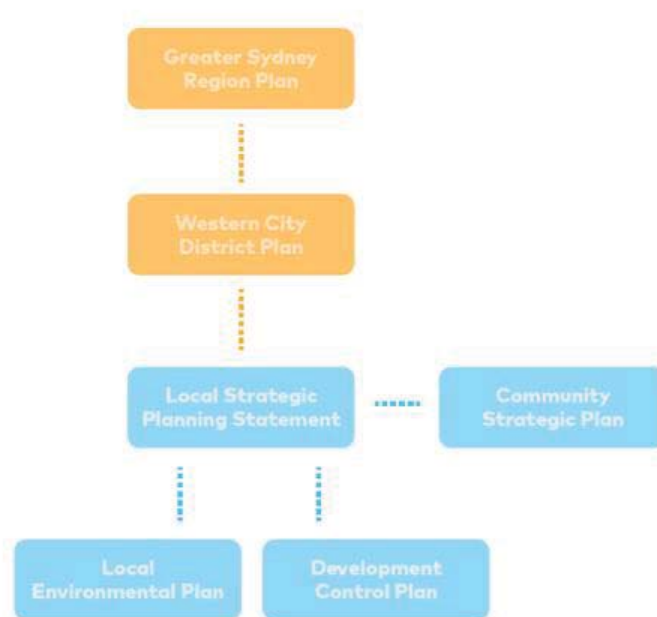 Greater Sydney
Region Plan
Western City
District Plan
Local Strategic
Planning Statement
Community
Strategic Plan
Local
Environmental Plan
Development
Control Plan